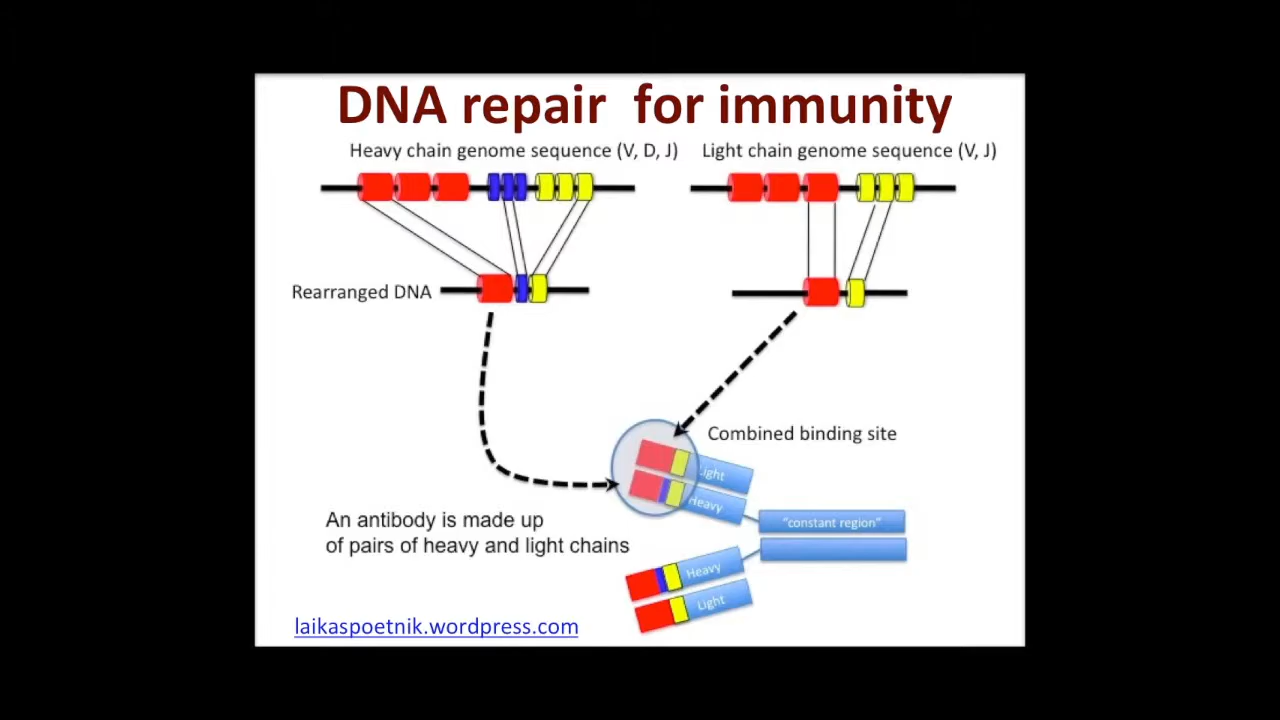 DNA repair for immunity
Heavy chain genome sequence (V, D, J)
Light chain genome sequence (V, J)
Rearranged DNA
Combined binding site
Light
Heavy
"constant region"
An antibody is made up
of pairs of heavy and light chains
Heavy
Light
laikaspoetnik.wordpress.com